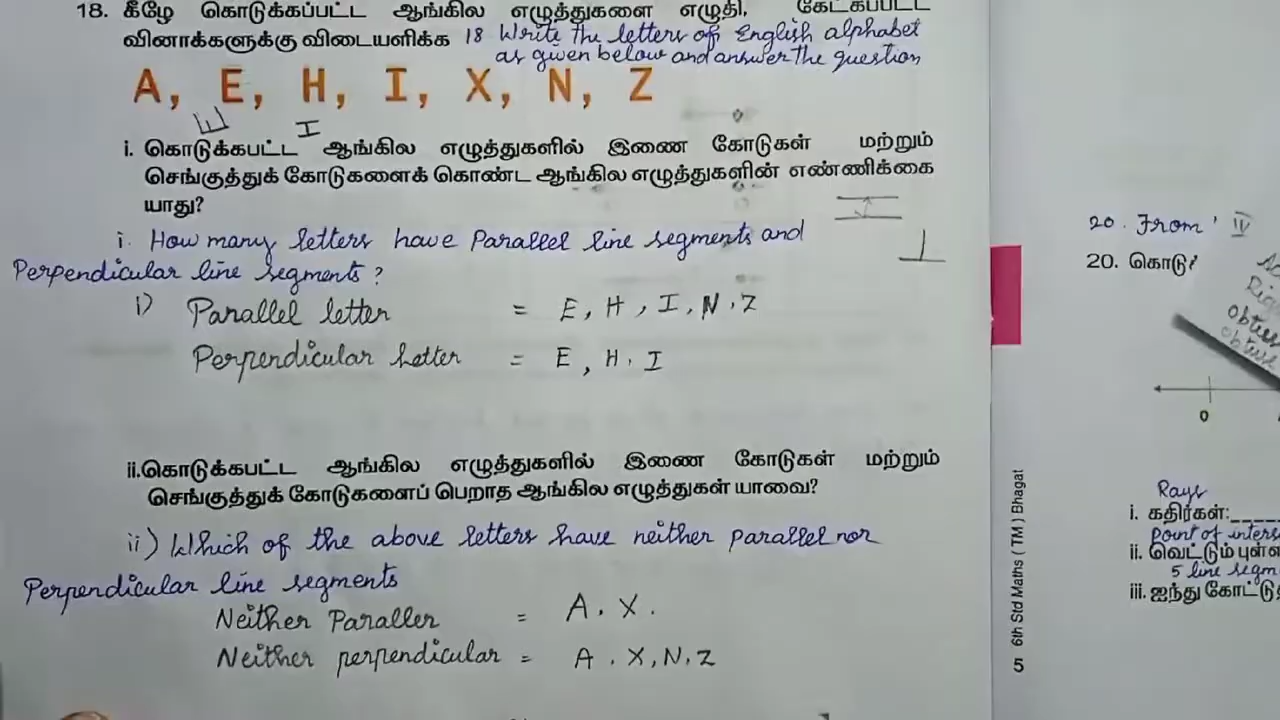 18. கீழே கொடுக்கப்பட்ட ஆங்கில எழுத்துகளை எழுதி, கேட்கப்பட்ட
வினாக்களுக்கு விடையளிக்க 18 Write the letters of English alphabet
as given below and answer the question
A, E, H, I, X, N, Z
i. கொடுக்கபட்ட ஆங்கில எழுத்துகளில் இணை கோடுகள் மற்றும்
செங்குத்துக் கோடுகளைக் கொண்ட ஆங்கில எழுத்துகளின் எண்ணிக்கை
யாது?
i. How many letters have Parallel line segments and
Perpendicular line segments?
i) Parallel letter = E, H, I, N, Z
Perpendicular Letter = E, H, I
ii.கொடுக்கபட்ட ஆங்கில எழுத்துகளில் இணை கோடுகள் மற்றும்
செங்குத்துக் கோடுகளைப் பெறாத ஆங்கில எழுத்துகள் யாவை?
ii) Which of the above letters have neither parallel nor
Perpendicular line segments
Neither Paraller = A, X.
Neither perpendicular = A, X, N, Z
6th Std Maths ( TM ) Bhagat
5
20. From IV
20. கொடு
obtuse
0
Rays
i. கதிர்கள்:____
point of inters
ii. வெட்டும் புள்ள
5 line segm
iii. ஐந்து கோட்டுத்